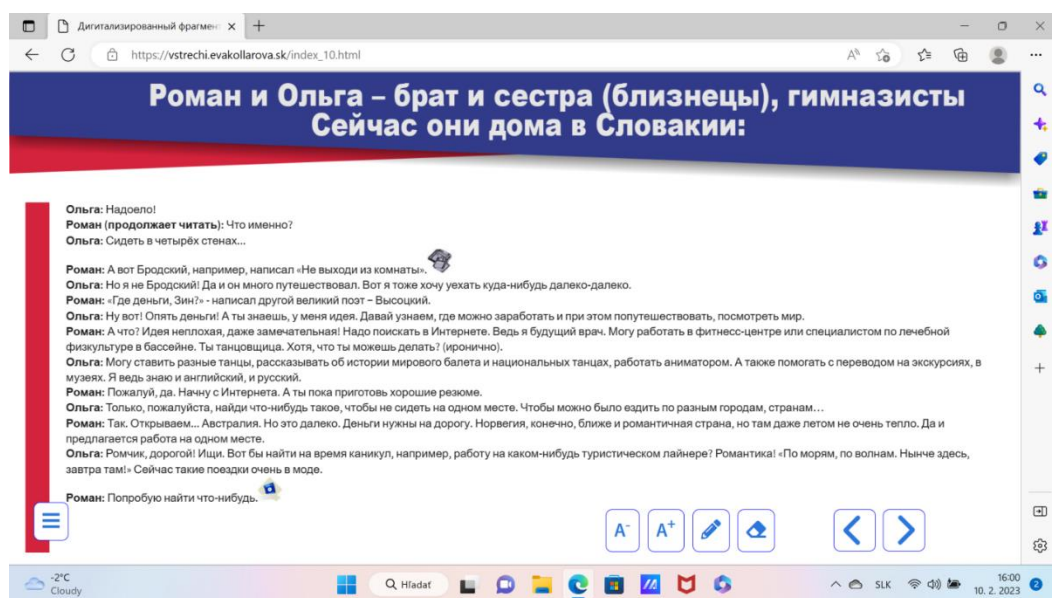 Дигитализированный фрагмен
https://vstrechi.evakollarova.sk/index_10.html
Роман и Ольга – брат и сестра (близнецы), гимназисты
Сейчас они дома в Словакии:
Ольга: Надоело!
Роман (продолжает читать): Что именно?
Ольга: Сидеть в четырёх стенах...
Роман: А вот Бродский, например, написал «Не выходи из комнаты».
Ольга: Но я не Бродский! Да и он много путешествовал. Вот я тоже хочу уехать куда-нибудь далеко-далеко.
Роман: «Где деньги, Зин?» - написал другой великий поэт – Высоцкий.
Ольга: Ну вот! Опять деньги! А ты знаешь, у меня идея. Давай узнаем, где можно заработать и при этом попутешествовать, посмотреть мир.
Роман: А что? Идея неплохая, даже замечательная! Надо поискать в Интернете. Ведь я будущий врач. Могу работать в фитнесс-центре или специалистом по лечебной
физкультуре в бассейне. Ты танцовщица. Хотя, что ты можешь делать? (иронично).
Ольга: Могу ставить разные танцы, рассказывать об истории мирового балета и национальных танцах, работать аниматором. А также помогать с переводом на экскурсиях, в
музеях. Я ведь знаю и английский, и русский.
Роман: Пожалуй, да. Начну с Интернета. А ты пока приготовь хорошие резюме.
Ольга: Только, пожалуйста, найди что-нибудь такое, чтобы не сидеть на одном месте. Чтобы можно было ездить по разным городам, странам…
Роман: Так. Открываем... Австралия. Но это далеко. Деньги нужны на дорогу. Норвегия, конечно, ближе и романтичная страна, но там даже летом не очень тепло. Да и
предлагается работа на одном месте.
Ольга: Ромчик, дорогой! Ищи. Вот бы найти на время каникул, например, работу на каком-нибудь туристическом лайнере? Романтика! «По морям, по волнам. Нынче здесь,
завтра там!» Сейчас такие поездки очень в моде.
Роман: Попробую найти что-нибудь.
A- A+
-2°C
Cloudy
Hľadať
SLK
16:00
10. 2. 2023
2